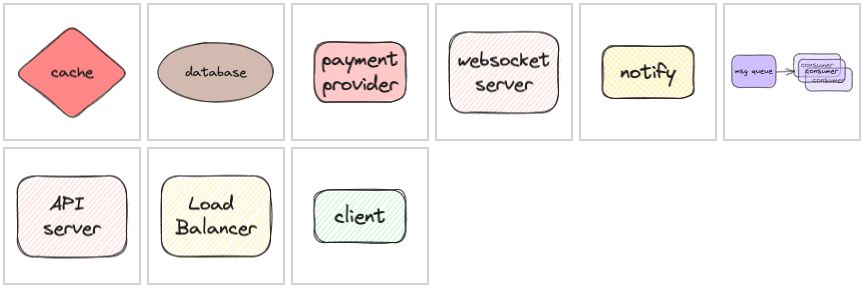 cache
database
payment
provider
websocket
server
notify
msg queue
consumer
consumer
consumer
API
server
Load
Balancer
client